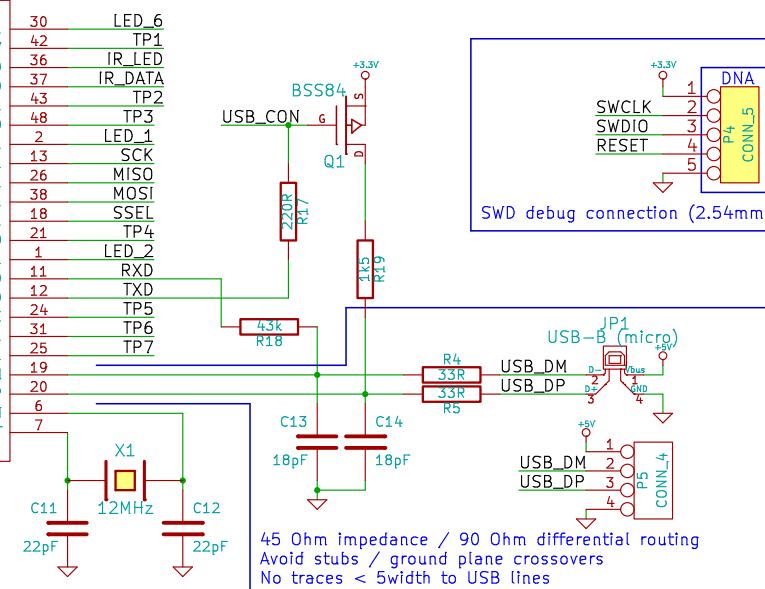 30 LED_6
42 TP1
36 IR_LED
37 IR_DATA
43 TP2
48 TP3
2 LED_1
13 SCK
26 MISO
38 MOSI
18 SSEL
21 TP4
1 LED_2
11 RXD
12 TXD
24 TP5
31 TP6
25 TP7
19
20
6
7
+3.3V
BSS84
S
USB_CON
G
D
Q1
220R
R17
1k5
R19
43k
R18
+3.3V
DNA
1
SWCLK 2
SWDIO 3
RESET 4
5
P4
CONN_5
SWD debug connection (2.54mm
JP1
USB-B (micro)
+5V
R4
33R
USB_DM
D- Vbus
2 1
33R
R5
USB_DP
D+ GND
3 4
C13
18pF
C14
18pF
+5V
1
USB_DM 2
USB_DP 3
4
P5
CONN_4
X1
12MHz
C11
22pF
C12
22pF
45 Ohm impedance / 90 Ohm differential routing
Avoid stubs / ground plane crossovers
No traces < 5width to USB lines